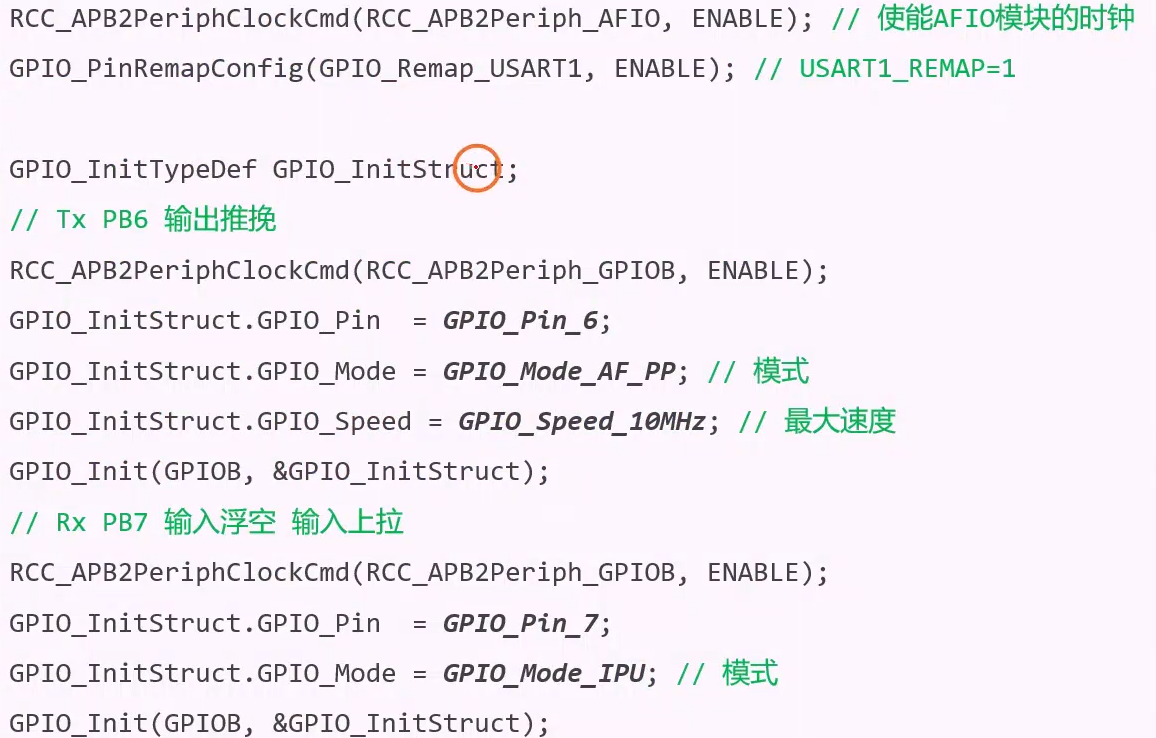 RCC_APB2PeriphClockCmd(RCC_APB2Periph_AFIO, ENABLE); // 使能AFIO模块的时钟
GPIO_PinRemapConfig(GPIO_Remap_USART1, ENABLE); // USART1_REMAP=1
GPIO_InitTypeDef GPIO_InitStruct;
// Tx PB6 输出推挽
RCC_APB2PeriphClockCmd(RCC_APB2Periph_GPIOB, ENABLE);
GPIO_InitStruct.GPIO_Pin  = GPIO_Pin_6;
GPIO_InitStruct.GPIO_Mode = GPIO_Mode_AF_PP; // 模式
GPIO_InitStruct.GPIO_Speed = GPIO_Speed_10MHz; // 最大速度
GPIO_Init(GPIOB, &GPIO_InitStruct);
// Rx PB7 输入浮空 输入上拉
RCC_APB2PeriphClockCmd(RCC_APB2Periph_GPIOB, ENABLE);
GPIO_InitStruct.GPIO_Pin  = GPIO_Pin_7;
GPIO_InitStruct.GPIO_Mode = GPIO_Mode_IPU; // 模式
GPIO_Init(GPIOB, &GPIO_InitStruct);